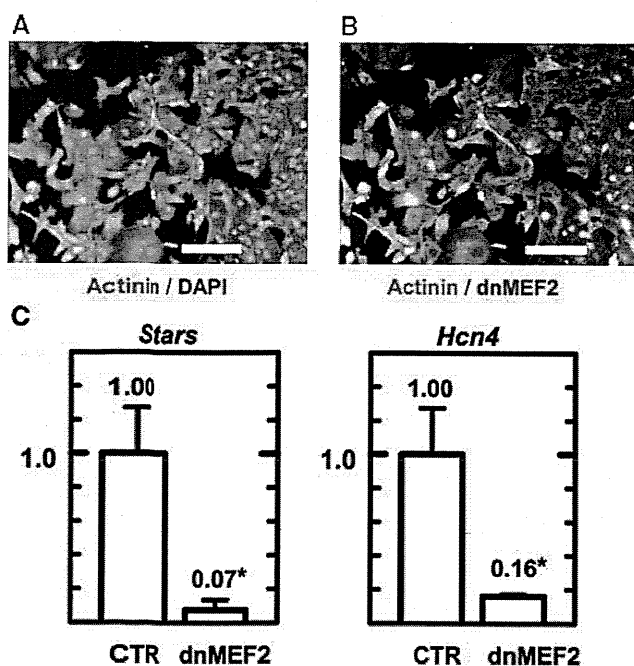 A
B
Actinin / DAPI
Actinin / dnMEF2
C
Stars
Hcn4
1.00
1.00
1.0
1.0
0.07*
0.16*
CTR dnMEF2
CTR dnMEF2